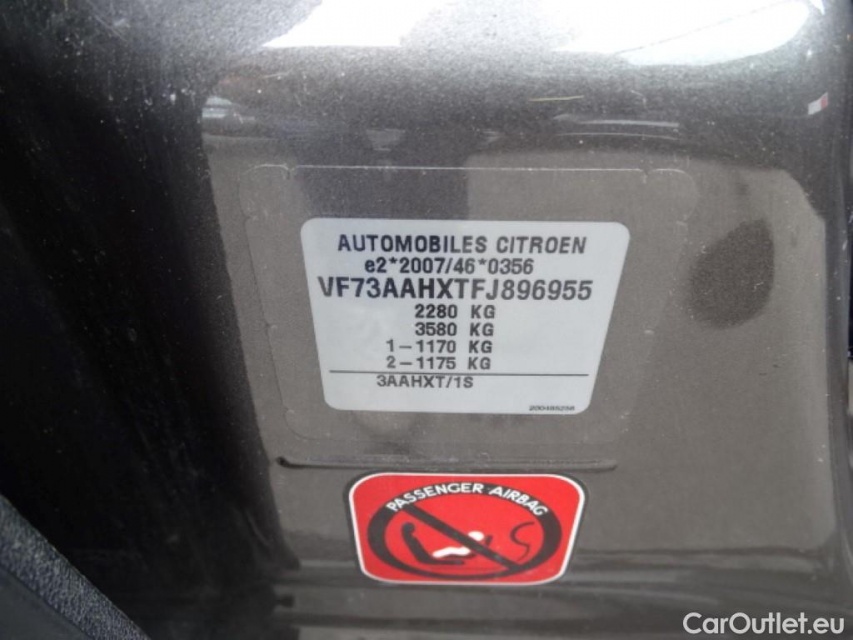 AUTOMOBILES CITROEN
e2*2007/46*0356
VF73AAHXTFJ896955
2280 KG
3580 KG
1-1170 KG
2-1175 KG
3AAHXT/1S
PASSENGER AIRBAG
CarOutlet.eu